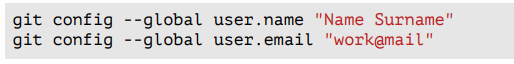 git config --global user.name "Name Surname"
git config --global user.email "work@mail"